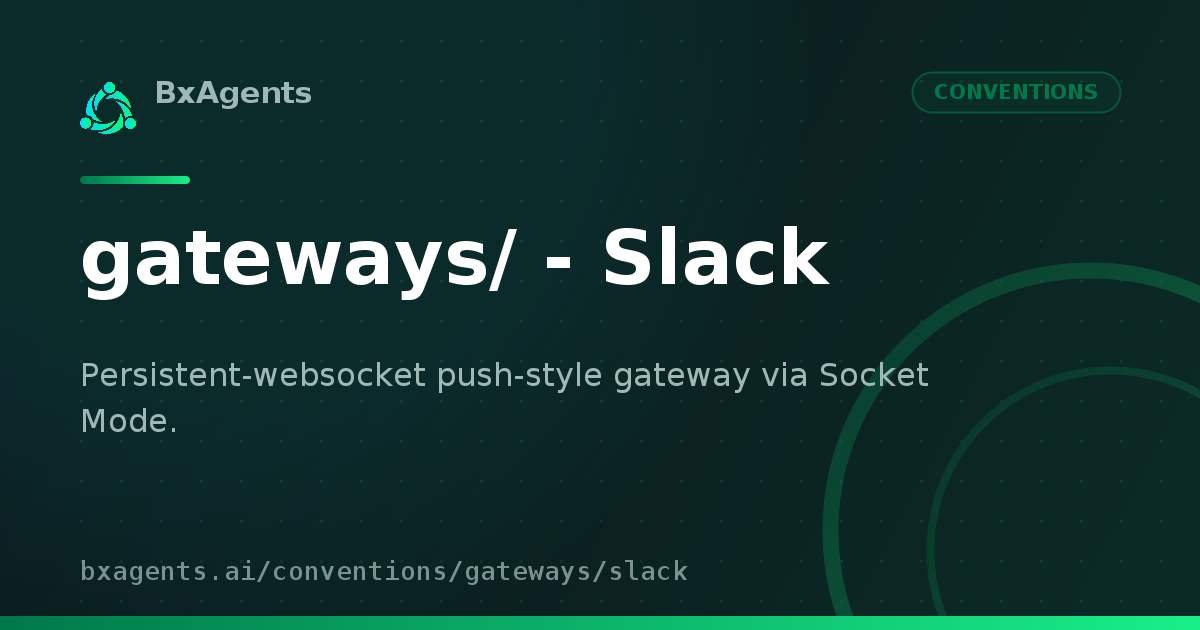 BxAgents
CONVENTIONS
gateways/ - Slack
Persistent-websocket push-style gateway via Socket
Mode.
bxagents.ai/conventions/gateways/slack